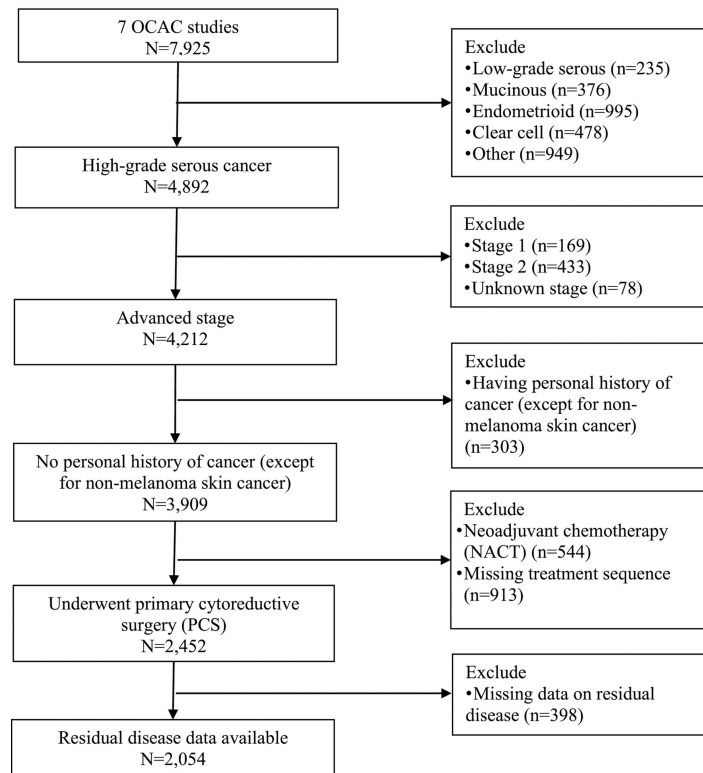 7 OCAC studies
N=7,925
Exclude
•Low-grade serous (n=235)
•Mucinous (n=376)
•Endometrioid (n=995)
•Clear cell (n=478)
•Other (n=949)
High-grade serous cancer
N=4,892
Exclude
•Stage 1 (n=169)
•Stage 2 (n=433)
•Unknown stage (n=78)
Advanced stage
N=4,212
Exclude
•Having personal history of
cancer (except for non-
melanoma skin cancer)
(n=303)
No personal history of cancer (except
for non-melanoma skin cancer)
N=3,909
Exclude
•Neoadjuvant chemotherapy
(NACT) (n=544)
•Missing treatment sequence
(n=913)
Underwent primary cytoreductive
surgery (PCS)
N=2,452
Exclude
•Missing data on residual
disease (n=398)
Residual disease data available
N=2,054